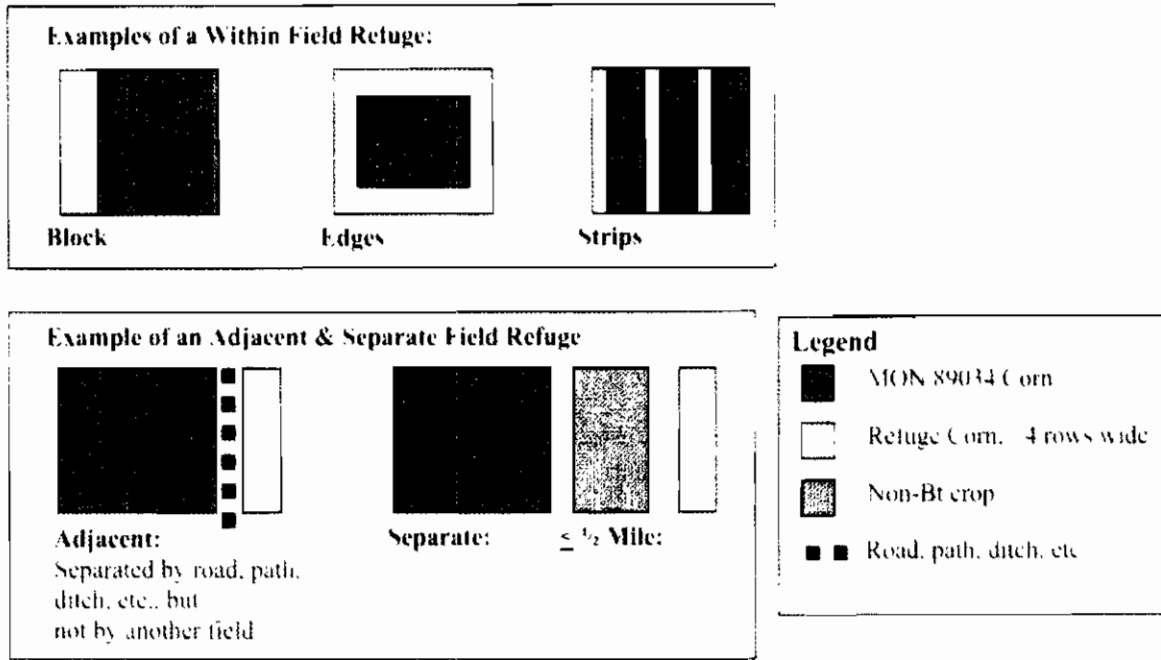 Examples of a Within Field Refuge:
Block
Edges
Strips
Example of an Adjacent & Separate Field Refuge
Adjacent:
Separated by road, path,
ditch, etc., but
not by another field
Separate:
≤ 1/2 Mile:
Legend
MON 89034 Corn
Refuge Corn, 4 rows wide
Non-Bt crop
Road, path, ditch, etc